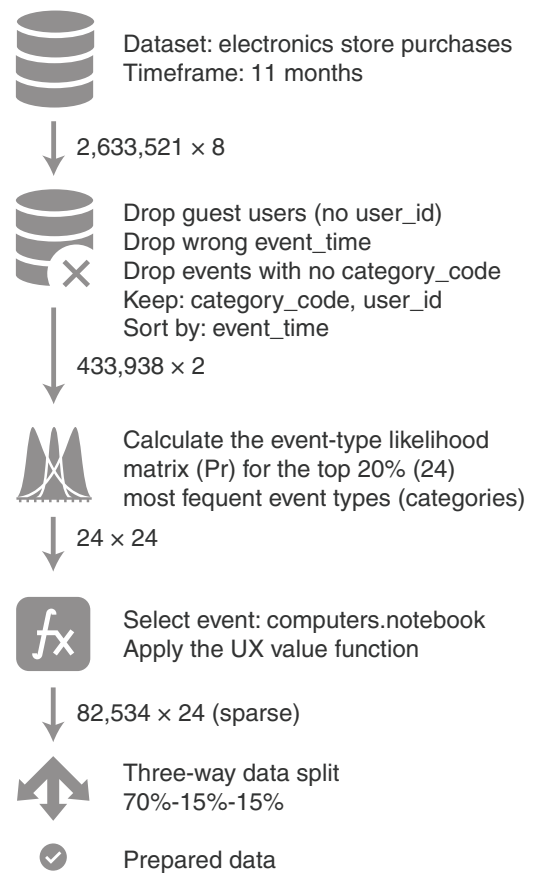 Dataset: electronics store purchases
Timeframe: 11 months
2,633,521 × 8
Drop guest users (no user_id)
Drop wrong event_time
Drop events with no category_code
Keep: category_code, user_id
Sort by: event_time
433,938 × 2
Calculate the event-type likelihood
matrix (Pr) for the top 20% (24)
most fequent event types (categories)
24 × 24
fx
Select event: computers.notebook
Apply the UX value function
82,534 × 24 (sparse)
Three-way data split
70%-15%-15%
Prepared data